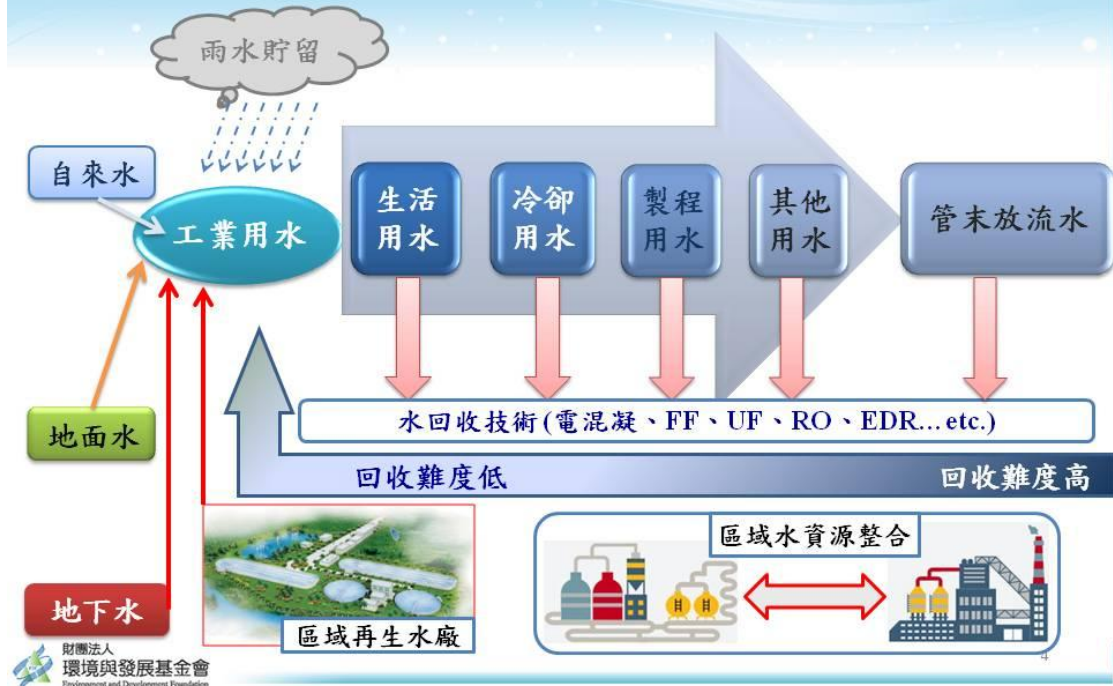 雨水貯留
自來水
工業用水
生活
用水
冷卻
用水
製程
用水
其他
用水
管末放流水
地面水
水回收技術(電混凝、FF、UF、RO、EDR...etc.)
回收難度低
回收難度高
區域水資源整合
地下水
區域再生水廠
財團法人
環境與發展基金會
Environment and Development Foundation
4